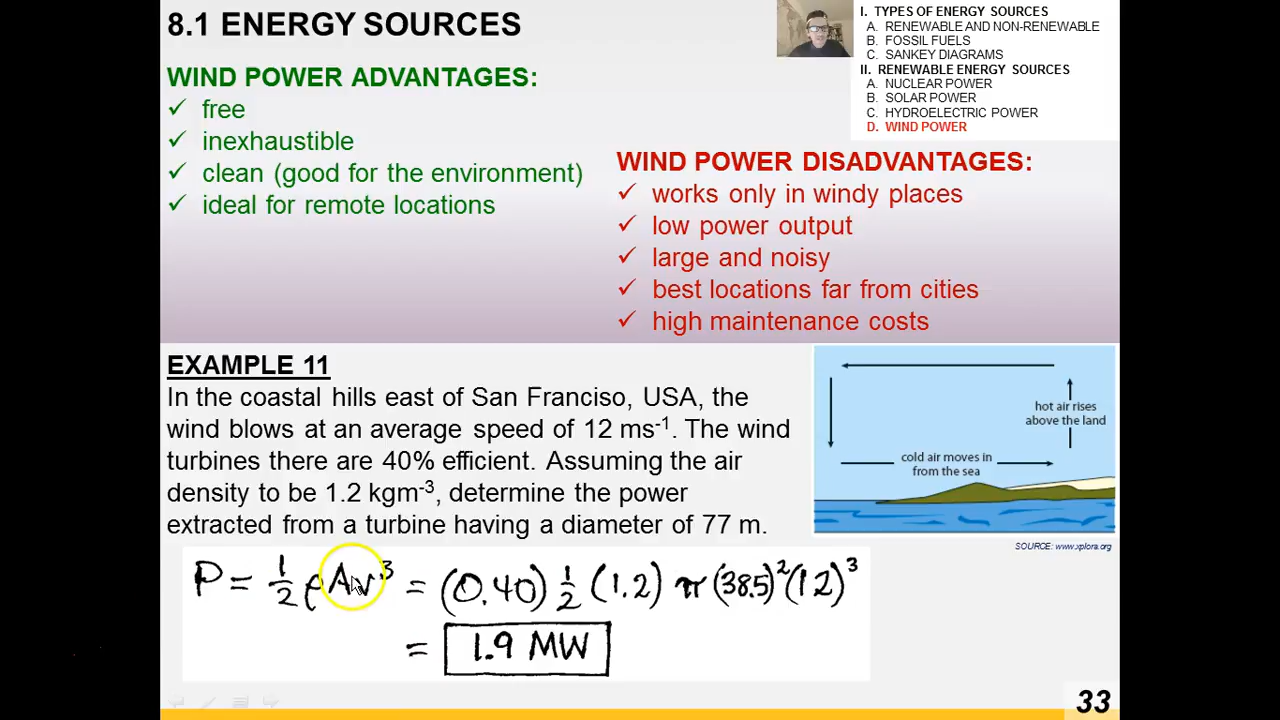 8.1 ENERGY SOURCES
I. TYPES OF ENERGY SOURCES
A. RENEWABLE AND NON-RENEWABLE
B. FOSSIL FUELS
C. SANKEY DIAGRAMS
II. RENEWABLE ENERGY SOURCES
A. NUCLEAR POWER
B. SOLAR POWER
C. HYDROELECTRIC POWER
D. WIND POWER
WIND POWER ADVANTAGES:
✓ free
✓ inexhaustible
✓ clean (good for the environment)
✓ ideal for remote locations
WIND POWER DISADVANTAGES:
✓ works only in windy places
✓ low power output
✓ large and noisy
✓ best locations far from cities
✓ high maintenance costs
EXAMPLE 11
In the coastal hills east of San Franciso, USA, the
wind blows at an average speed of 12 ms⁻¹. The wind
turbines there are 40% efficient. Assuming the air
density to be 1.2 kgm⁻³, determine the power
extracted from a turbine having a diameter of 77 m.
hot air rises
above the land
cold air moves in
from the sea
SOURCE: www.xplora.org
P = ½ρAv³ = (0.40) ½ (1.2) π (38.5)² (12)³
= 1.9 MW
33